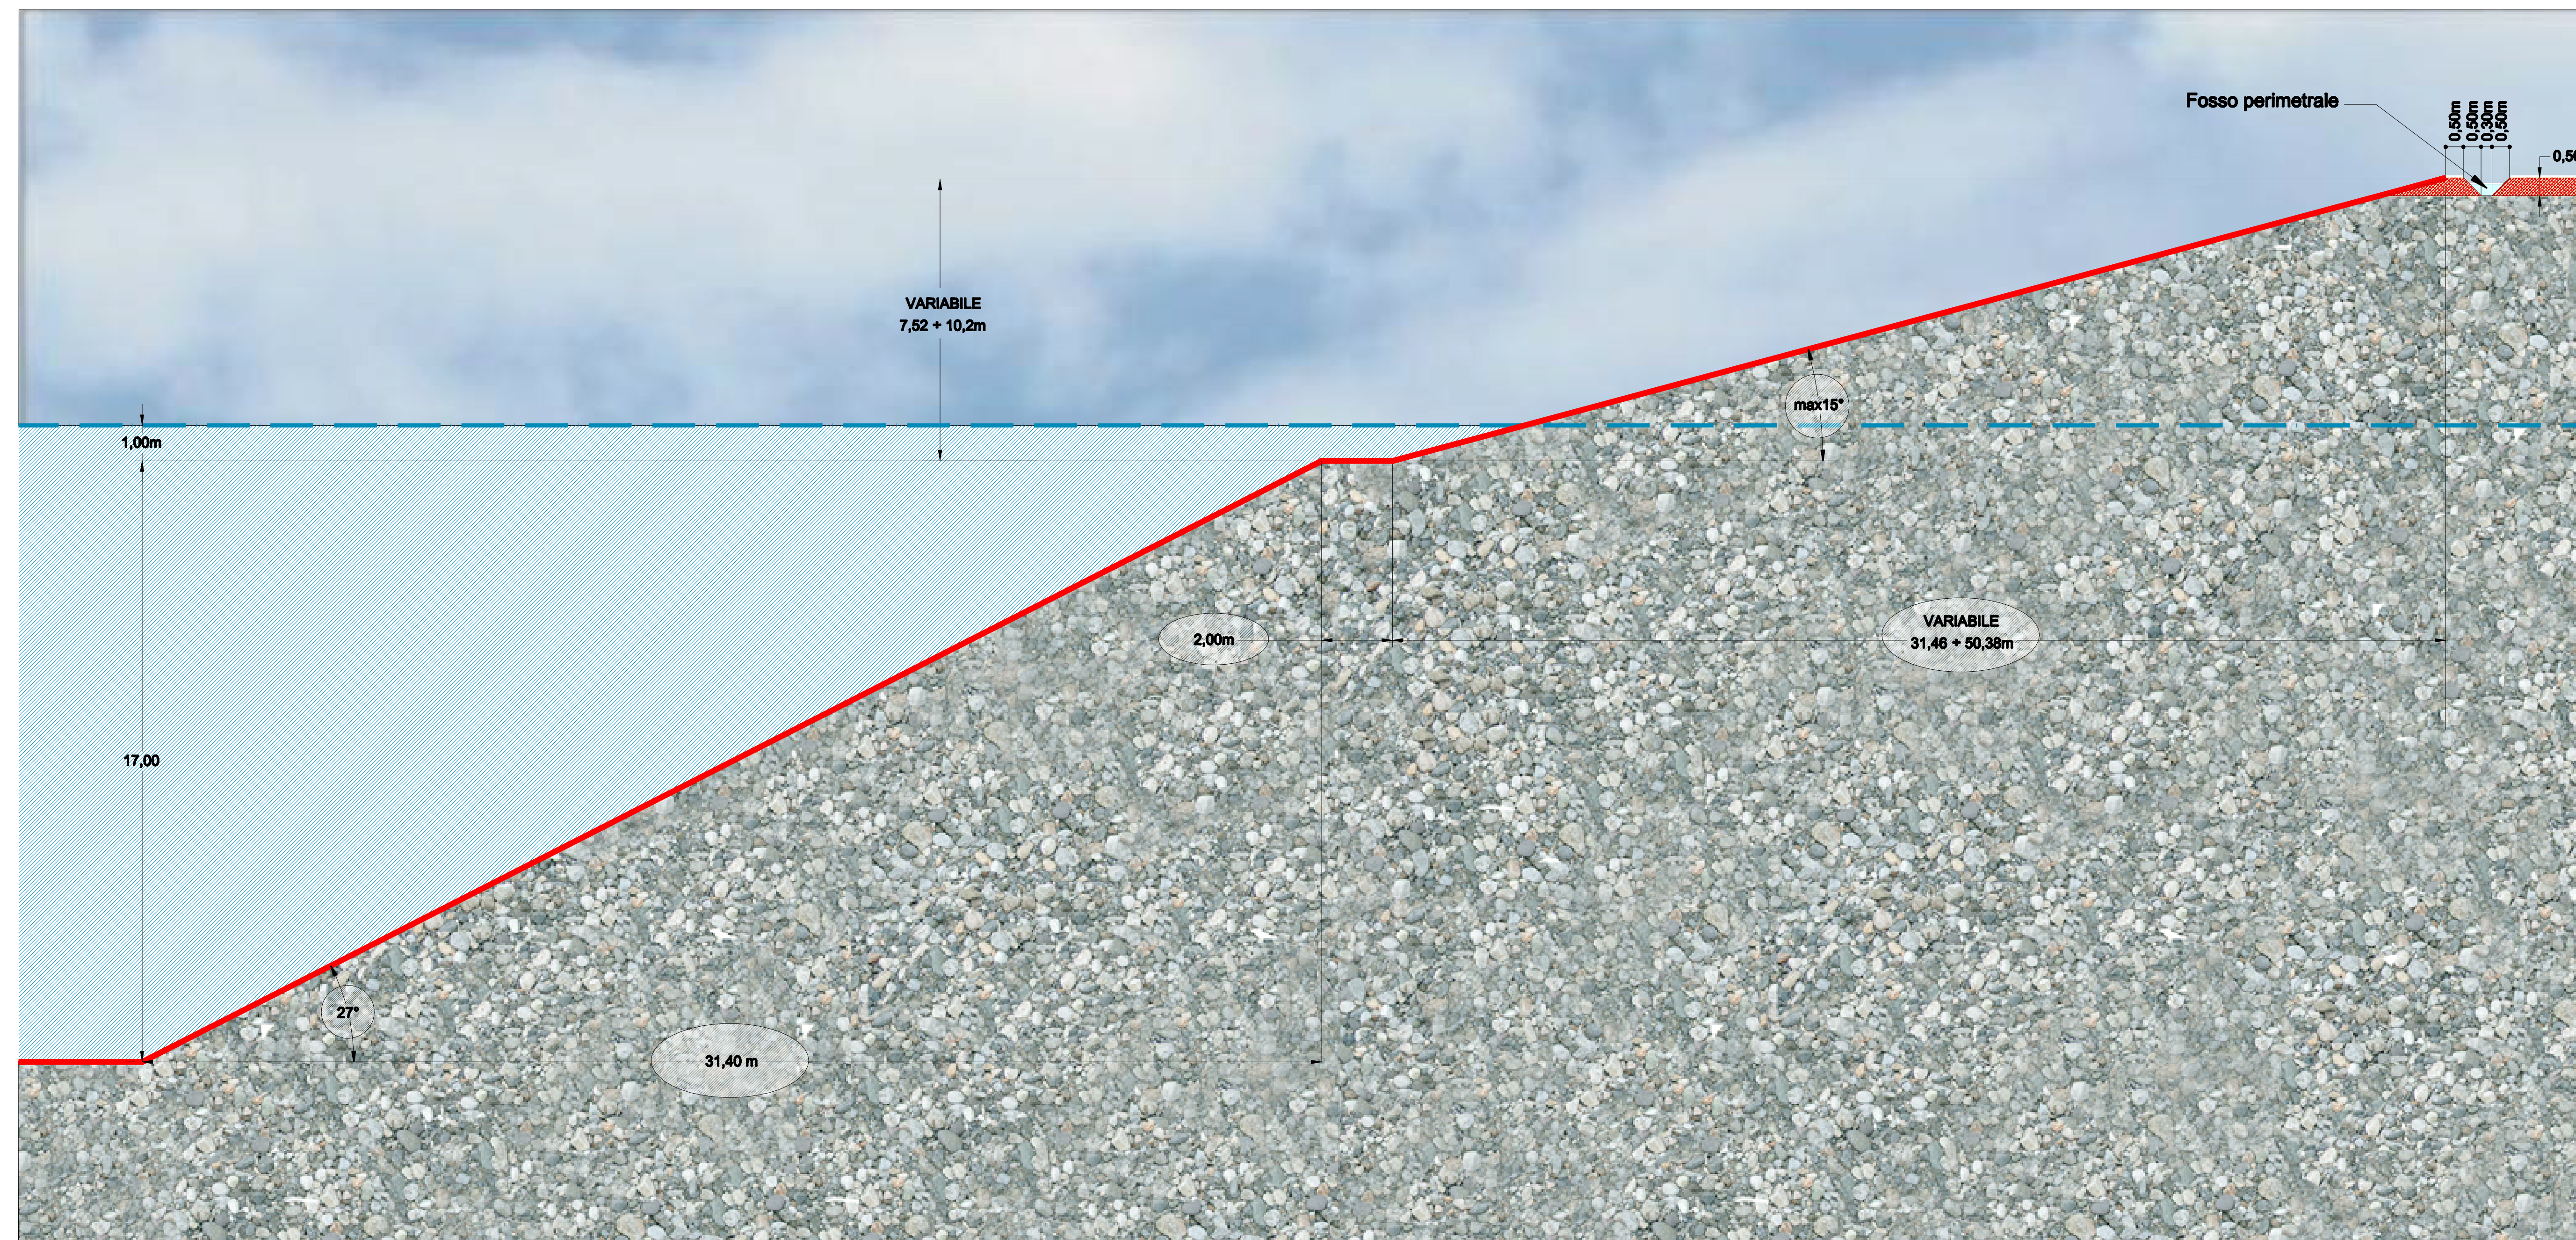 Fosso perimetrale
0,50m
0,50m
0,30m
0,50m
VARIABILE
7,52 ÷ 10,2m
max15°
1,00m
2,00m
VARIABILE
31,46 ÷ 50,38m
17,00
27°
31,40 m